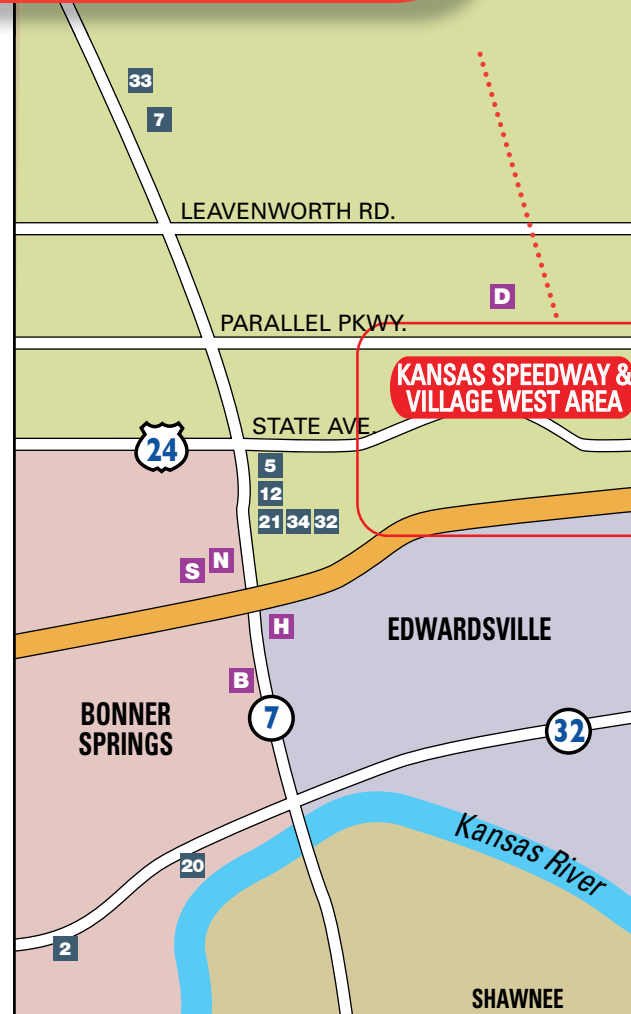 33
7
LEAVENWORTH RD.
D
PARALLEL PKWY.
KANSAS SPEEDWAY &
VILLAGE WEST AREA
STATE AVE.
24
5
12
21 34 32
N
S
H
EDWARDSVILLE
B
BONNER
SPRINGS
7
32
Kansas River
20
2
SHAWNEE